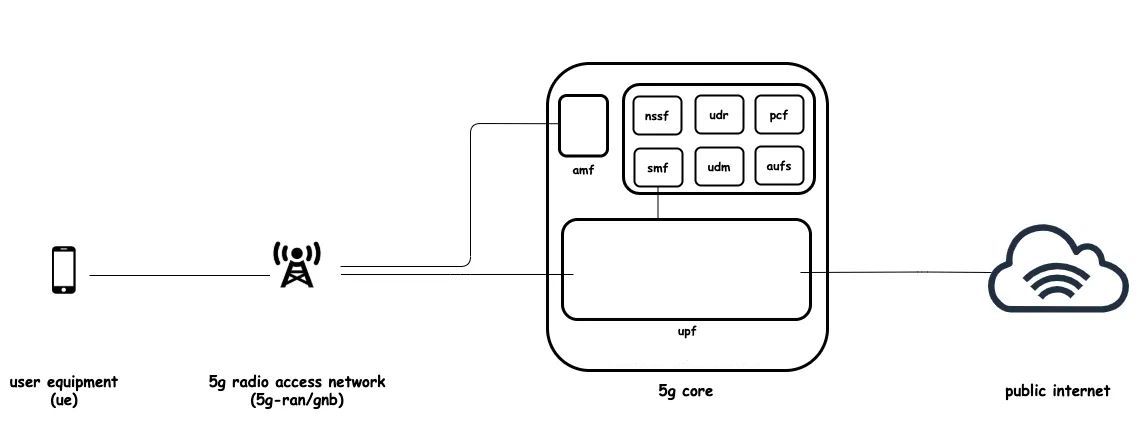 nssf
udr
pcf
smf
udm
aufs
amf
upf
user equipment
(ue)
5g radio access network
(5g-ran/gnb)
5g core
public internet